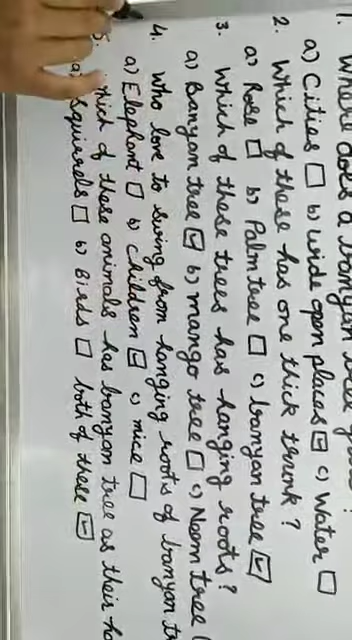 1. Where does a banyan tree grow?
a) Cities □ b) wide open places ☑ c) Water □
2. Which of these has one thick trunk?
a) Rose □ b) Palm tree □ c) banyan tree ☑
3. Which of these trees has hanging roots?
a) Banyan tree ☑ b) mango tree □ c) Neem tree
4. Who love to swing from hanging roots of banyan
a) Elephant □ b) children ☑ c) mice □
5. which of these animals has banyan tree as their
a) Squirrels □ b) Birds □ both of these ☑